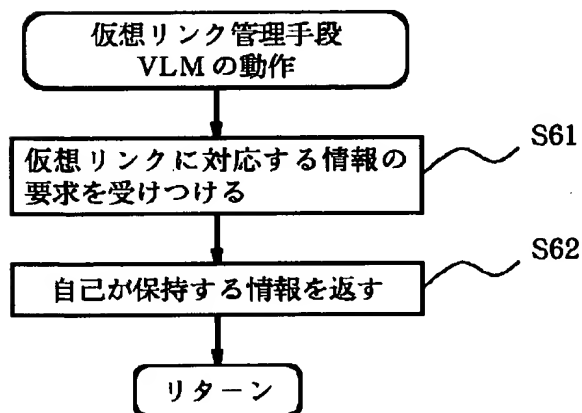 仮想リンク管理手段
VLMの動作
仮想リンクに対応する情報の
要求を受けつける
S61
自己が保持する情報を返す
S62
リターン